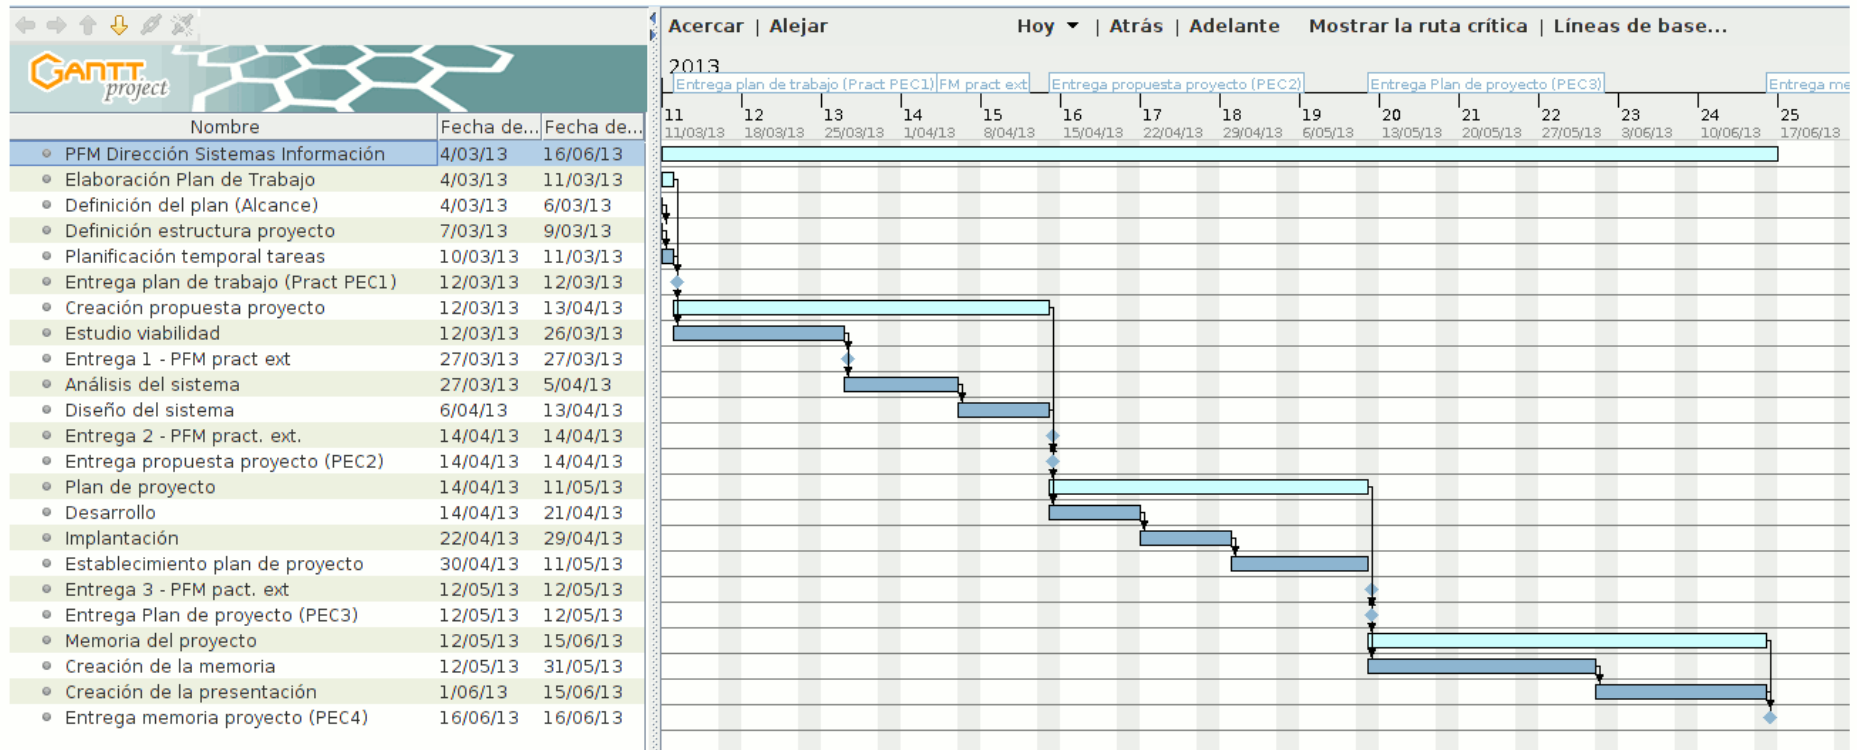 Acercar | Alejar Hoy | Atrás | Adelante Mostrar la ruta crítica | Líneas de base...
GANTT
project
2013
Entrega plan de trabajo (Pract PEC1) FM pract ext Entrega propuesta proyecto (PEC2) Entrega Plan de proyecto (PEC3) Entrega me
11 12 13 14 15 16 17 18 19 20 21 22 23 24 25
11/03/13 18/03/13 25/03/13 1/04/13 8/04/13 15/04/13 22/04/13 29/04/13 6/05/13 13/05/13 20/05/13 27/05/13 3/06/13 10/06/13 17/06/13
Nombre Fecha de... Fecha de...
PFM Dirección Sistemas Información 4/03/13 16/06/13
Elaboración Plan de Trabajo 4/03/13 11/03/13
Definición del plan (Alcance) 4/03/13 6/03/13
Definición estructura proyecto 7/03/13 9/03/13
Planificación temporal tareas 10/03/13 11/03/13
Entrega plan de trabajo (Pract PEC1) 12/03/13 12/03/13
Creación propuesta proyecto 12/03/13 13/04/13
Estudio viabilidad 12/03/13 26/03/13
Entrega 1 - PFM pract ext 27/03/13 27/03/13
Análisis del sistema 27/03/13 5/04/13
Diseño del sistema 6/04/13 13/04/13
Entrega 2 - PFM pract. ext. 14/04/13 14/04/13
Entrega propuesta proyecto (PEC2) 14/04/13 14/04/13
Plan de proyecto 14/04/13 11/05/13
Desarrollo 14/04/13 21/04/13
Implantación 22/04/13 29/04/13
Establecimiento plan de proyecto 30/04/13 11/05/13
Entrega 3 - PFM pact. ext 12/05/13 12/05/13
Entrega Plan de proyecto (PEC3) 12/05/13 12/05/13
Memoria del proyecto 12/05/13 15/06/13
Creación de la memoria 12/05/13 31/05/13
Creación de la presentación 1/06/13 15/06/13
Entrega memoria proyecto (PEC4) 16/06/13 16/06/13